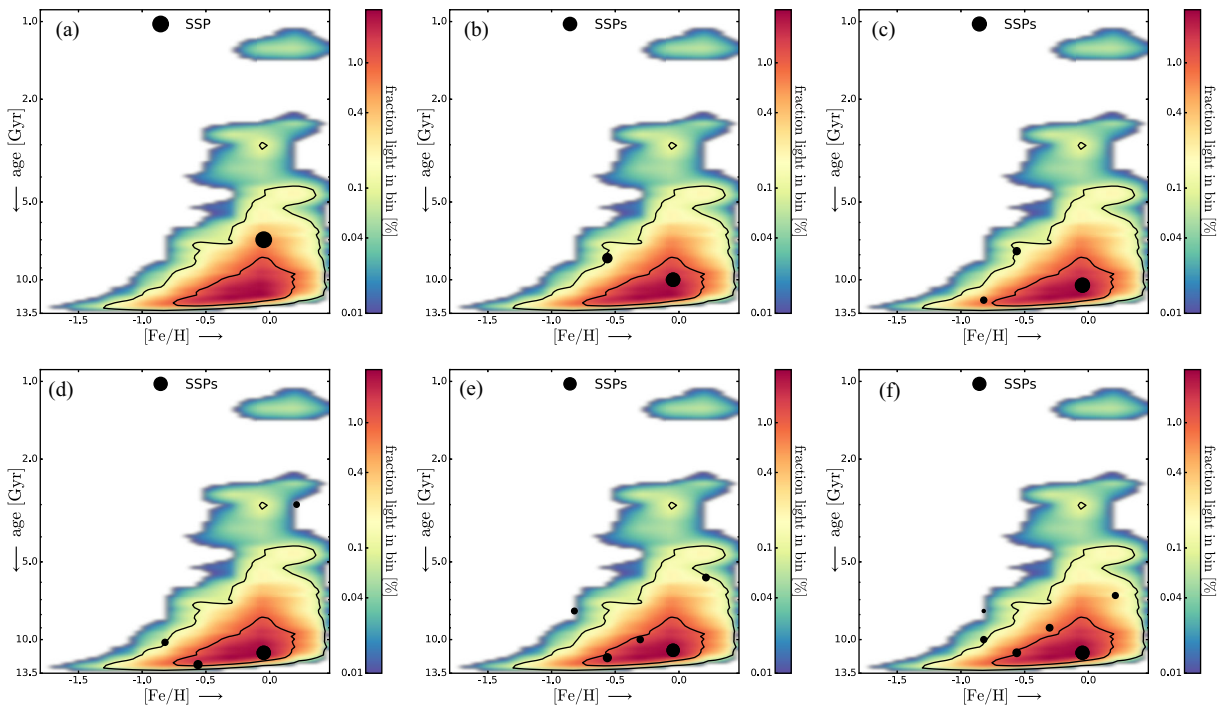 (a) SSP
1.0
2.0
5.0
10.0
13.5
← age [Gyr]
-1.5 -1.0 -0.5 0.0
[Fe/H] →
1.0
0.4
0.1
0.04
0.01
fraction light in bin [%]
(b) SSPs
1.0
2.0
5.0
10.0
13.5
← age [Gyr]
-1.5 -1.0 -0.5 0.0
[Fe/H] →
1.0
0.4
0.1
0.04
0.01
fraction light in bin [%]
(c) SSPs
1.0
2.0
5.0
10.0
13.5
← age [Gyr]
-1.5 -1.0 -0.5 0.0
[Fe/H] →
1.0
0.4
0.1
0.04
0.01
fraction light in bin [%]
(d) SSPs
1.0
2.0
5.0
10.0
13.5
← age [Gyr]
-1.5 -1.0 -0.5 0.0
[Fe/H] →
1.0
0.4
0.1
0.04
0.01
fraction light in bin [%]
(e) SSPs
1.0
2.0
5.0
10.0
13.5
← age [Gyr]
-1.5 -1.0 -0.5 0.0
[Fe/H] →
1.0
0.4
0.1
0.04
0.01
fraction light in bin [%]
(f) SSPs
1.0
2.0
5.0
10.0
13.5
← age [Gyr]
-1.5 -1.0 -0.5 0.0
[Fe/H] →
1.0
0.4
0.1
0.04
0.01
fraction light in bin [%]